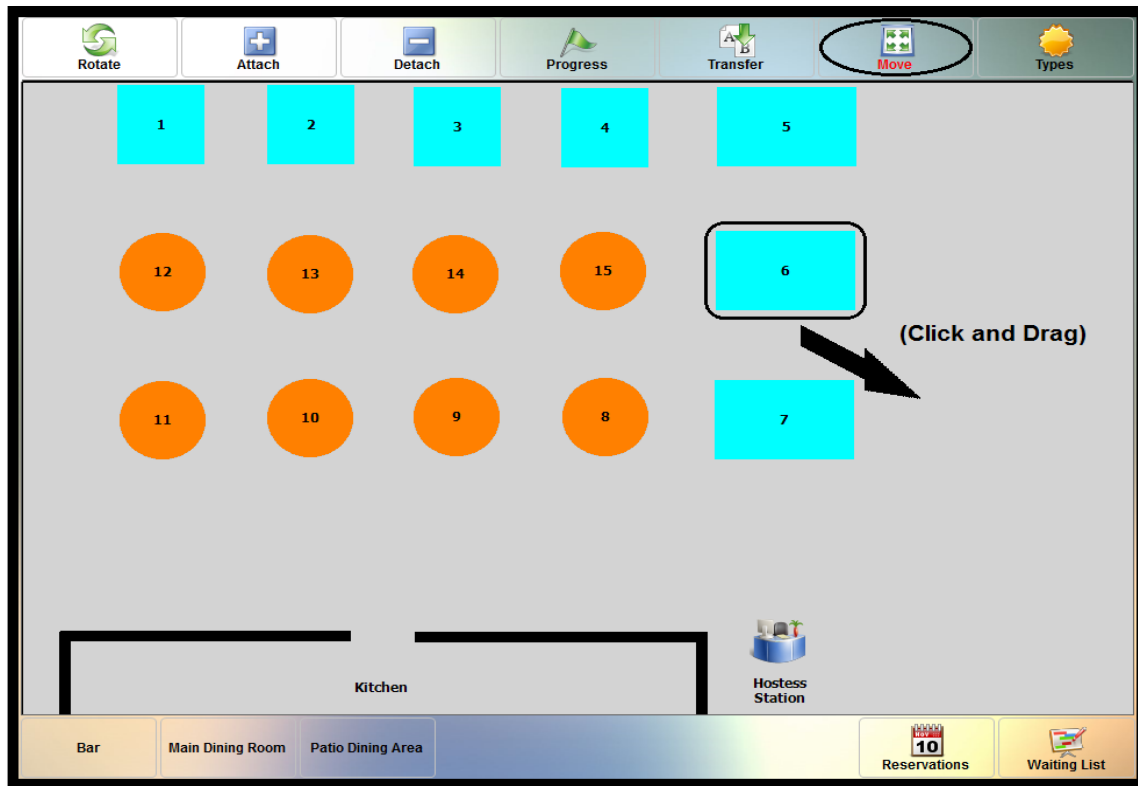 Rotate
Attach
Detach
Progress
A
B
Transfer
Move
Types
1
2
3
4
5
12
13
14
15
6
(Click and Drag)
11
10
9
8
7
Kitchen
Hostess
Station
Bar
Main Dining Room
Patio Dining Area
NOV
10
Reservations
Waiting List